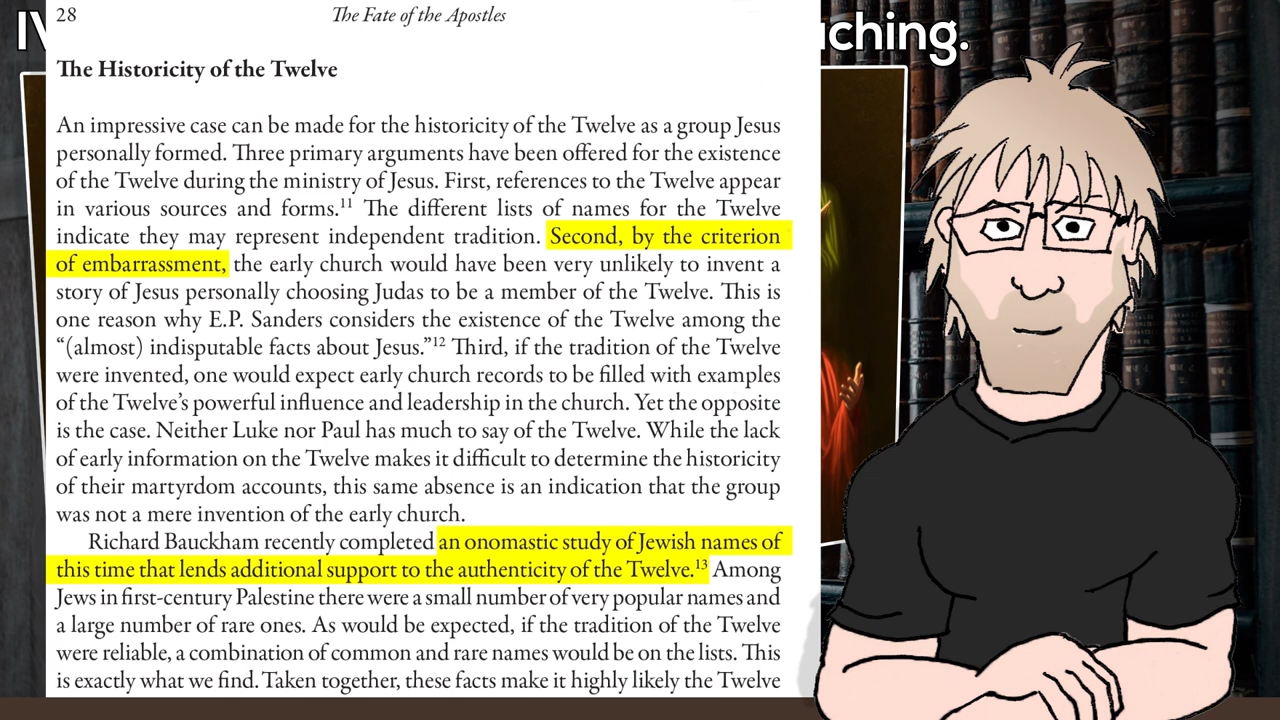 28 The Fate of the Apostles
aching.
The Historicity of the Twelve
An impressive case can be made for the historicity of the Twelve as a group Jesus
personally formed. Three primary arguments have been offered for the existence
of the Twelve during the ministry of Jesus. First, references to the Twelve appear
in various sources and forms.¹¹ The different lists of names for the Twelve
indicate they may represent independent tradition. Second, by the criterion
of embarrassment, the early church would have been very unlikely to invent a
story of Jesus personally choosing Judas to be a member of the Twelve. This is
one reason why E.P. Sanders considers the existence of the Twelve among the
“(almost) indisputable facts about Jesus.”¹² Third, if the tradition of the Twelve
were invented, one would expect early church records to be filled with examples
of the Twelve’s powerful influence and leadership in the church. Yet the opposite
is the case. Neither Luke nor Paul has much to say of the Twelve. While the lack
of early information on the Twelve makes it difficult to determine the historicity
of their martyrdom accounts, this same absence is an indication that the group
was not a mere invention of the early church.
Richard Bauckham recently completed an onomastic study of Jewish names of
this time that lends additional support to the authenticity of the Twelve.¹³ Among
Jews in first-century Palestine there were a small number of very popular names and
a large number of rare ones. As would be expected, if the tradition of the Twelve
were reliable, a combination of common and rare names would be on the lists. This
is exactly what we find. Taken together, these facts make it highly likely the Twelve